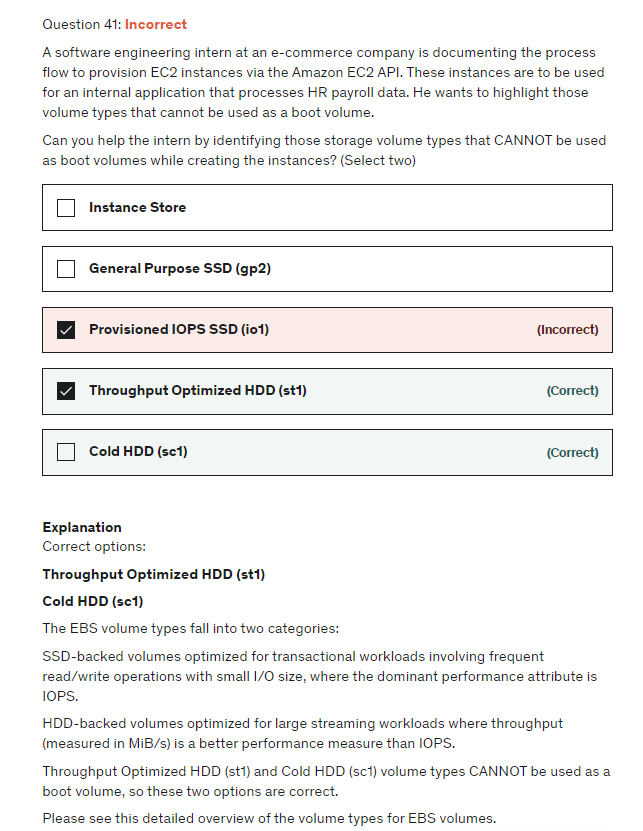 Question 41: Incorrect
A software engineering intern at an e-commerce company is documenting the process
flow to provision EC2 instances via the Amazon EC2 API. These instances are to be used
for an internal application that processes HR payroll data. He wants to highlight those
volume types that cannot be used as a boot volume.
Can you help the intern by identifying those storage volume types that CANNOT be used
as boot volumes while creating the instances? (Select two)
Instance Store
General Purpose SSD (gp2)
Provisioned IOPS SSD (io1) (Incorrect)
Throughput Optimized HDD (st1) (Correct)
Cold HDD (sc1) (Correct)
Explanation
Correct options:
Throughput Optimized HDD (st1)
Cold HDD (sc1)
The EBS volume types fall into two categories:
SSD-backed volumes optimized for transactional workloads involving frequent
read/write operations with small I/O size, where the dominant performance attribute is
IOPS.
HDD-backed volumes optimized for large streaming workloads where throughput
(measured in MiB/s) is a better performance measure than IOPS.
Throughput Optimized HDD (st1) and Cold HDD (sc1) volume types CANNOT be used as a
boot volume, so these two options are correct.
Please see this detailed overview of the volume types for EBS volumes.